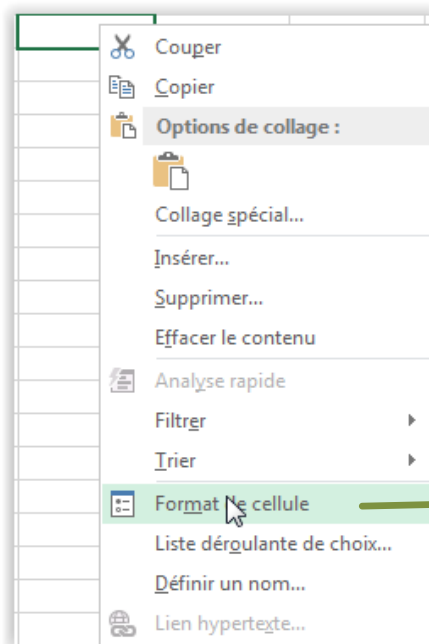 Couper
Copier
Options de collage :
Collage spécial...
Insérer...
Supprimer...
Effacer le contenu
Analyse rapide
Filtrer
Trier
Format de cellule
Liste déroulante de choix...
Définir un nom...
Lien hypertexte...